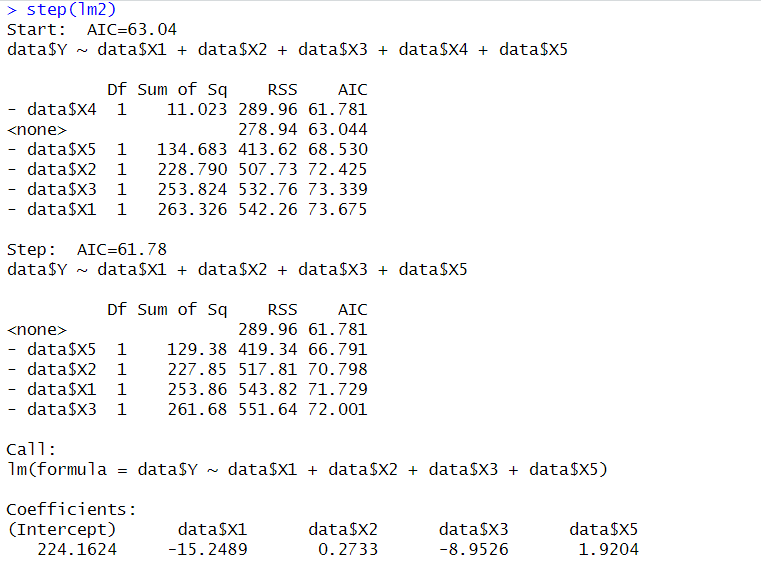 > step(lm2)
Start:  AIC=63.04
data$Y ~ data$X1 + data$X2 + data$X3 + data$X4 + data$X5
          Df Sum of Sq    RSS    AIC
- data$X4  1    11.023 289.96 61.781
<none>                 278.94 63.044
- data$X5  1   134.683 413.62 68.530
- data$X2  1   228.790 507.73 72.425
- data$X3  1   253.824 532.76 73.339
- data$X1  1   263.326 542.26 73.675
Step:  AIC=61.78
data$Y ~ data$X1 + data$X2 + data$X3 + data$X5
          Df Sum of Sq    RSS    AIC
<none>                 289.96 61.781
- data$X5  1    129.38 419.34 66.791
- data$X2  1    227.85 517.81 70.798
- data$X1  1    253.86 543.82 71.729
- data$X3  1    261.68 551.64 72.001
Call:
lm(formula = data$Y ~ data$X1 + data$X2 + data$X3 + data$X5)
Coefficients:
(Intercept)      data$X1      data$X2      data$X3      data$X5
   224.1624     -15.2489       0.2733      -8.9526       1.9204